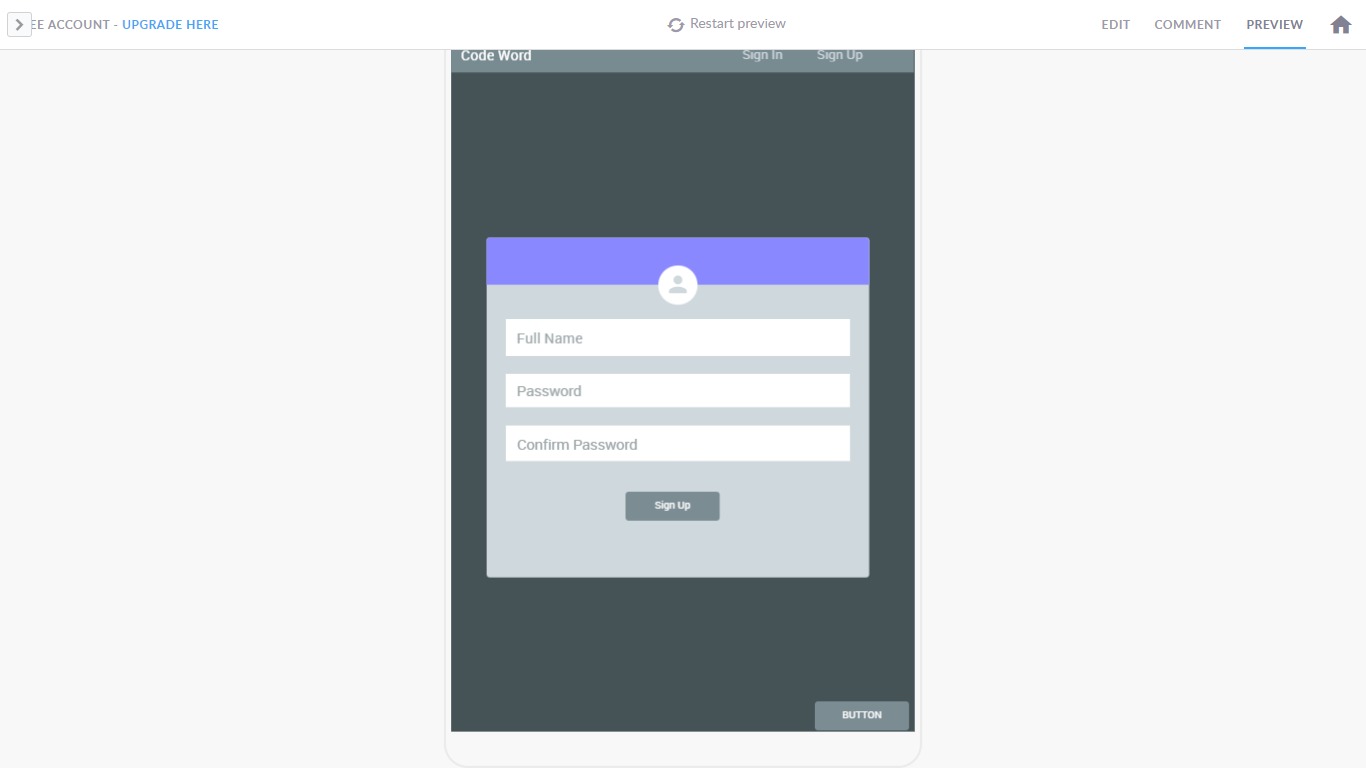 EE ACCOUNT - UPGRADE HERE
Restart preview
EDIT COMMENT PREVIEW
Code Word Sign In Sign Up
Full Name
Password
Confirm Password
Sign Up
BUTTON